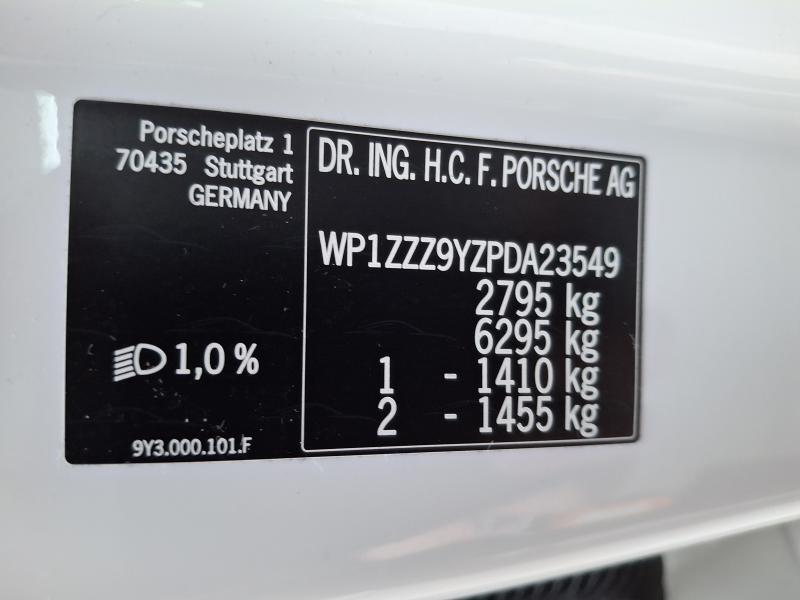 Porscheplatz 1
70435 Stuttgart
GERMANY
1,0 %
9Y3.000.101.F
DR. ING. H.C. F. PORSCHE AG
WP1ZZZ9YZPDA23549
2795 kg
6295 kg
1 - 1410 kg
2 - 1455 kg